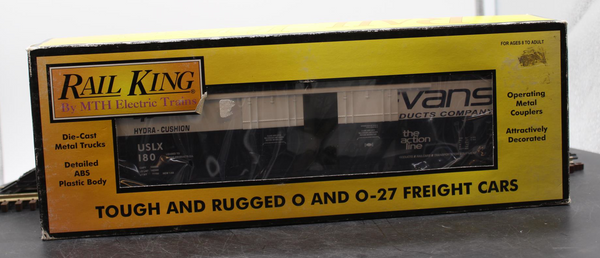 FOR AGES 8 TO ADULT
RAIL KING
By MTH Electric Trains
Die-Cast
Metal Trucks
Detailed
ABS
Plastic Body
HYDRA-CUSHION
USLX
180
vans
DUCTS COMPANY
the
action
line
Operating
Metal
Couplers
Attractively
Decorated
TOUGH AND RUGGED O AND O-27 FREIGHT CARS